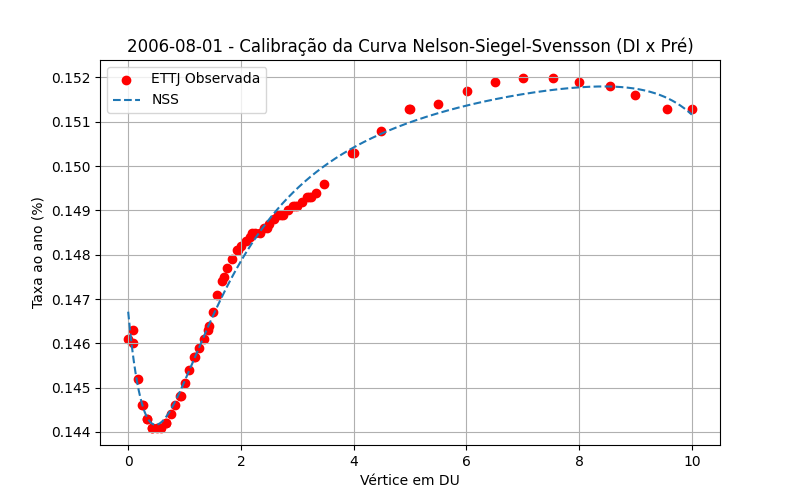 2006-08-01 - Calibração da Curva Nelson-Siegel-Svensson (DI x Pré)
ETTJ Observada
NSS
Taxa ao ano (%)
0.152
0.151
0.150
0.149
0.148
0.147
0.146
0.145
0.144
0 2 4 6 8 10
Vértice em DU